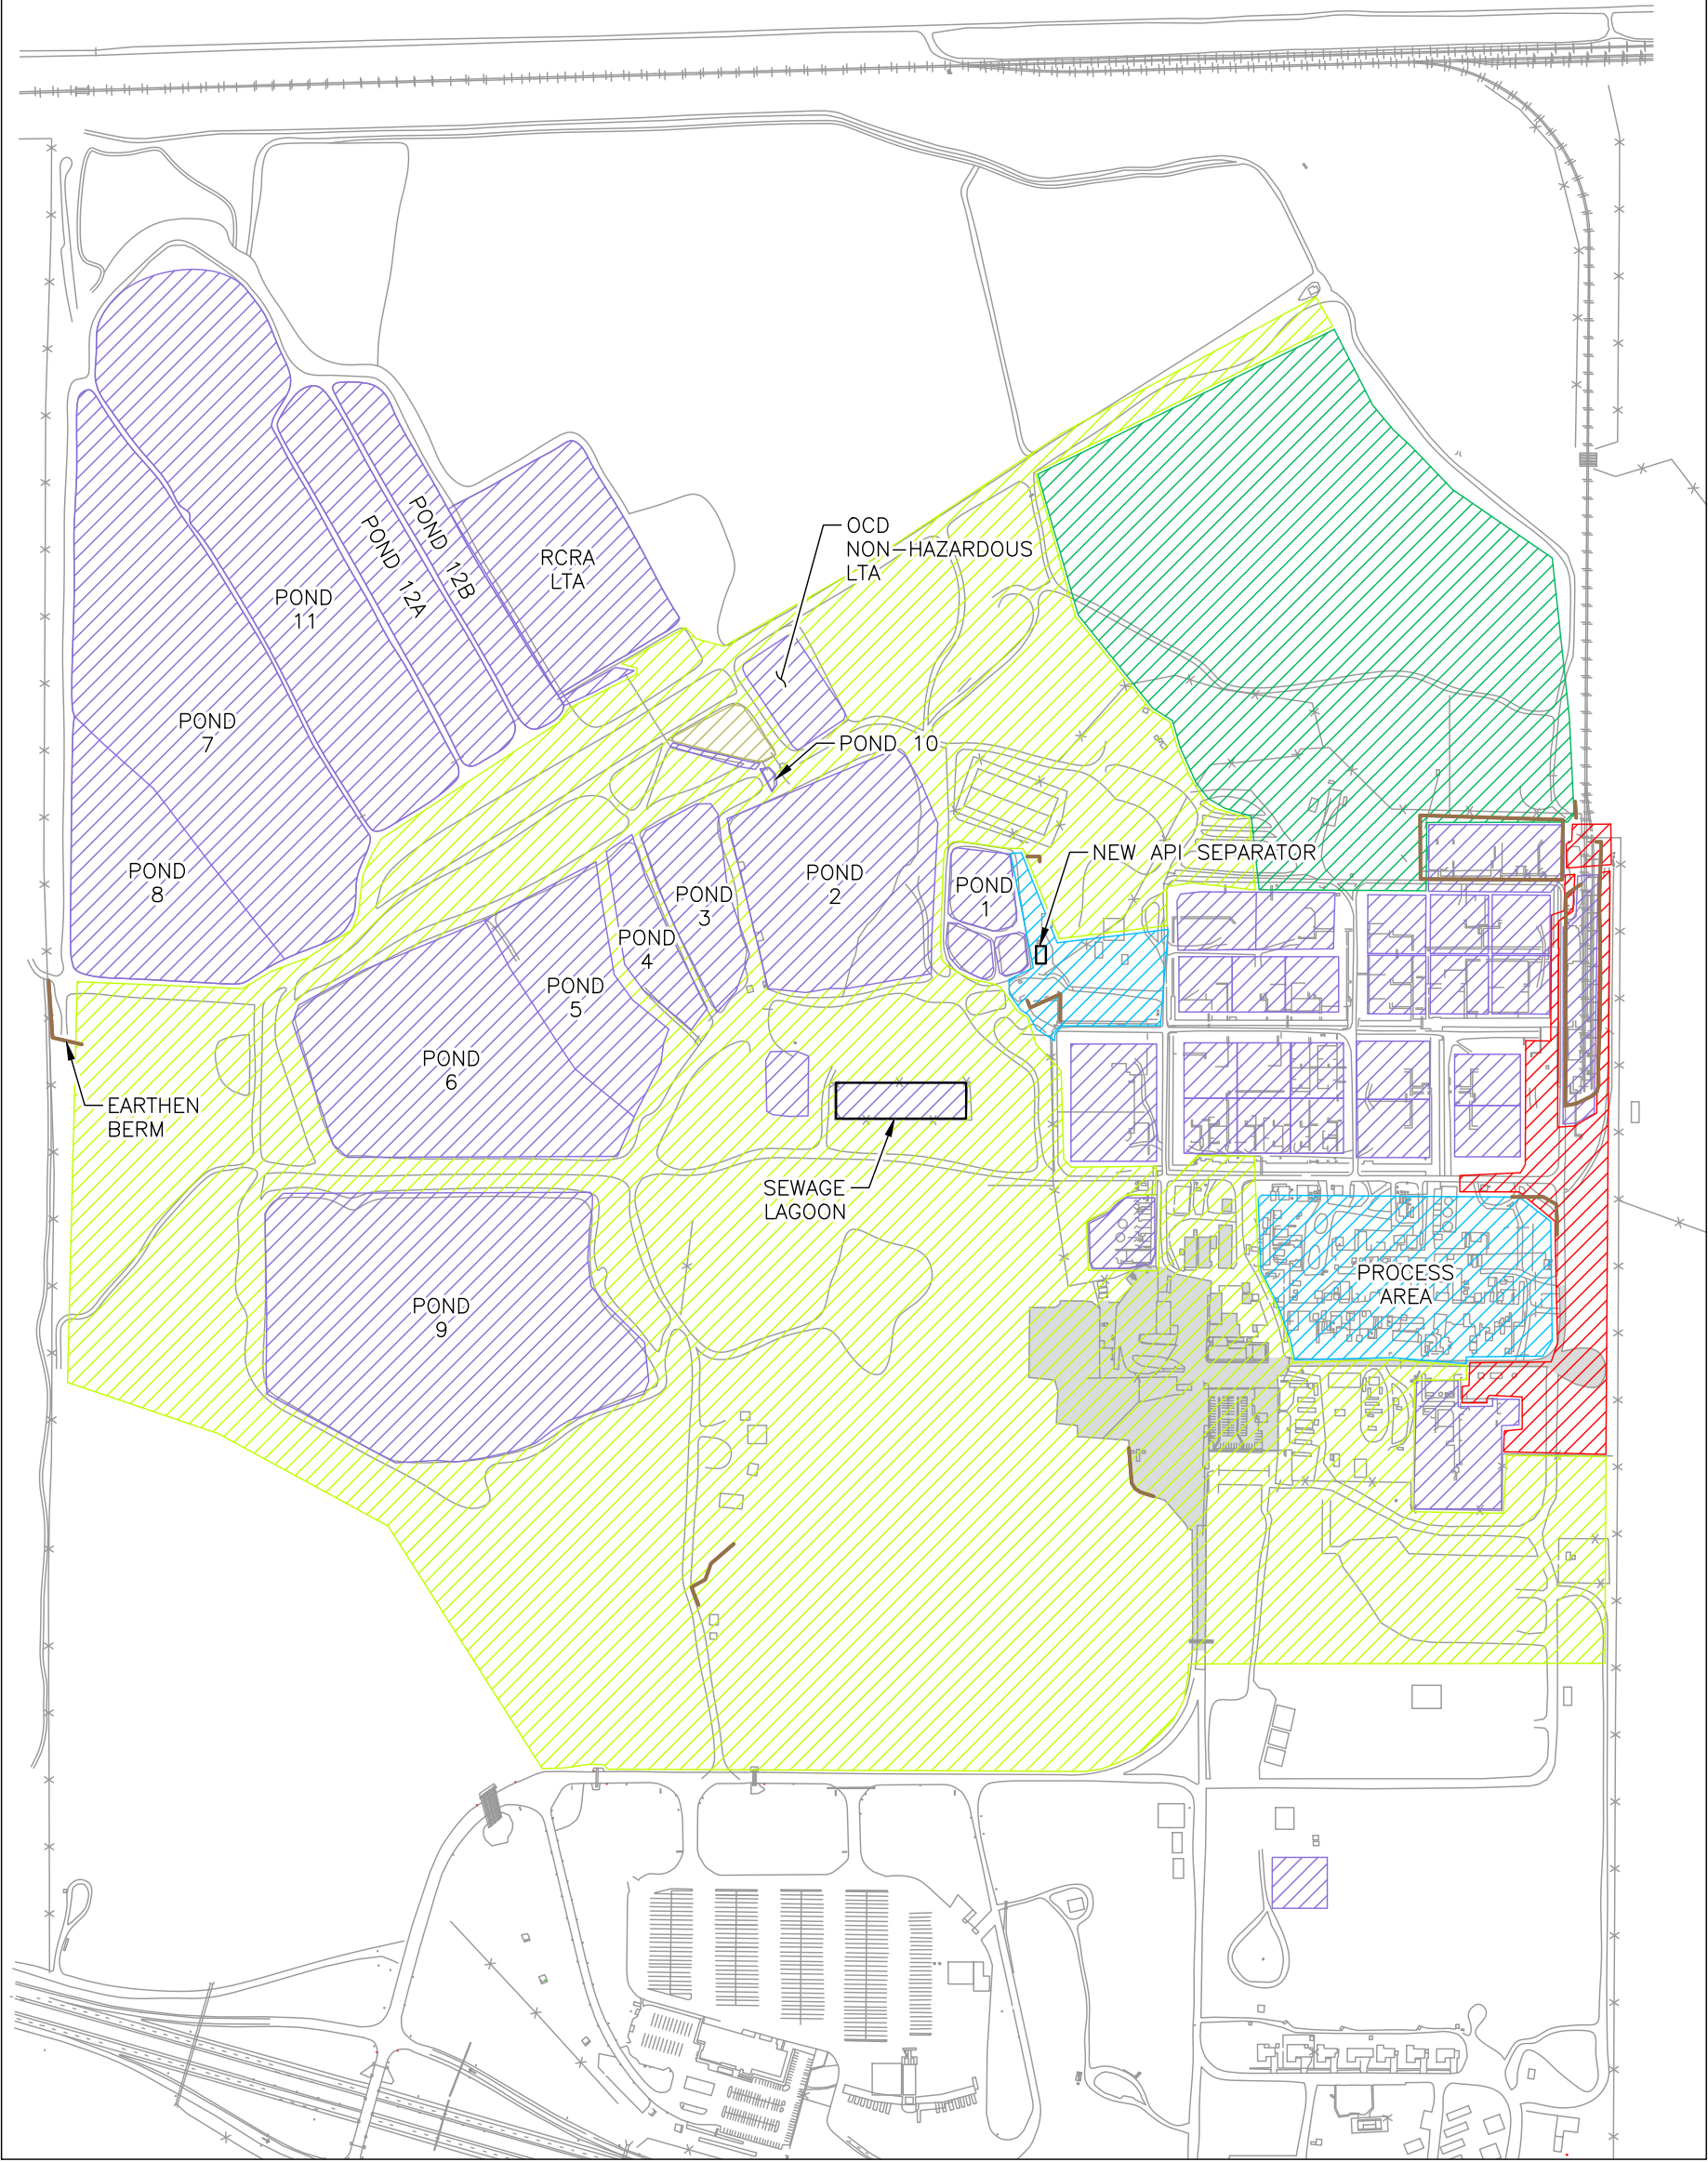 OCD
NON-HAZARDOUS
LTA
POND 12B
POND 12A
RCRA
LTA
POND
11
POND
7
POND 10
POND
8
POND
2
NEW API SEPARATOR
POND
1
POND
3
POND
4
POND
5
POND
6
EARTHEN
BERM
SEWAGE
LAGOON
POND
9
PROCESS
AREA